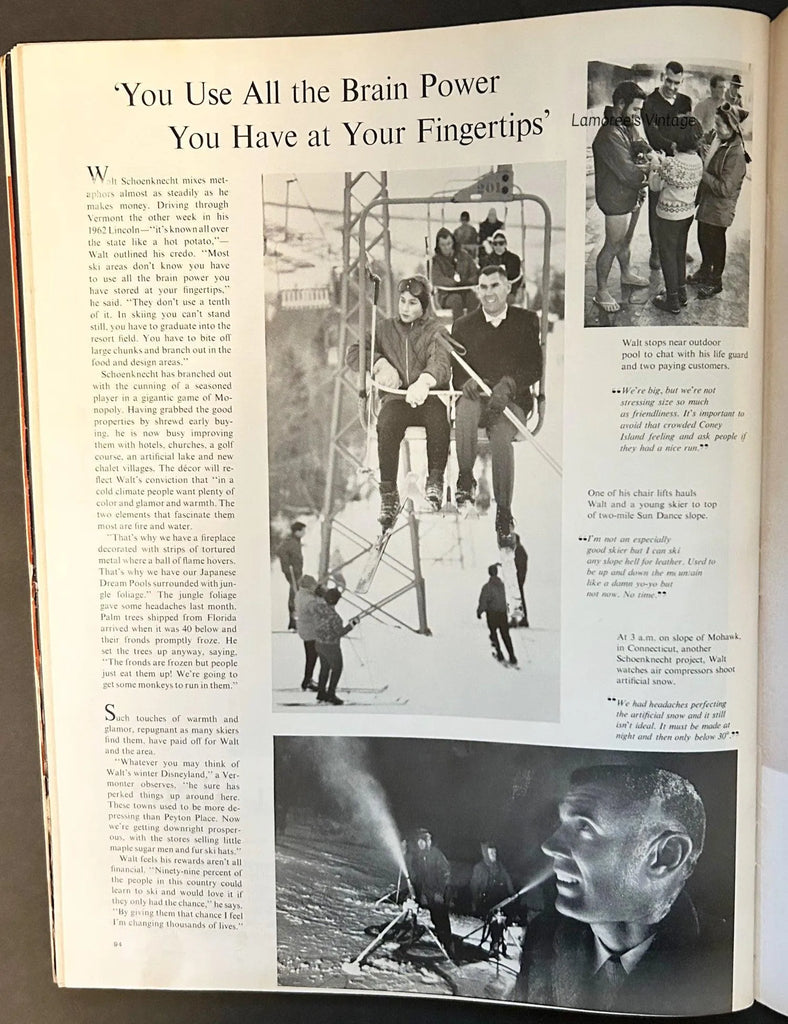 'You Use All the Brain Power
You Have at Your Fingertips'
Walt Schoenknecht mixes met-
aphors almost as steadily as he
makes money. Driving through
Vermont the other week in his
1962 Lincoln—"it's known all over
the state like a hot potato,"—
Walt outlined his credo. "Most
ski areas don't know you have
to use all the brain power you
have stored at your fingertips,"
he said. "They don't use a tenth
of it. In skiing you can't stand
still, you have to graduate into the
resort field. You have to bite off
large chunks and branch out in the
food and design areas."
Schoenknecht has branched out
with the cunning of a seasoned
player in a gigantic game of Mo-
nopoly. Having grabbed the good
properties by shrewd early buy-
ing, he is now busy improving
them with hotels, churches, a golf
course, an artificial lake and new
chalet villages. The décor will re-
flect Walt's conviction that "in a
cold climate people want plenty of
color and glamor and warmth. The
two elements that fascinate them
most are fire and water.
"That's why we have a fireplace
decorated with strips of tortured
metal where a ball of flame hovers.
That's why we have our Japanese
Dream Pools surrounded with jun-
gle foliage." The jungle foliage
gave some headaches last month.
Palm trees shipped from Florida
arrived when it was 40 below and
their fronds promptly froze. He
set the trees up anyway, saying,
"The fronds are frozen but people
just eat them up! We're going to
get some monkeys to run in them."
Such touches of warmth and
glamor, repugnant as many skiers
find them, have paid off for Walt
and the area.
"Whatever you may think of
Walt's winter Disneyland," a Ver-
monter observes, "he sure has
perked things up around here.
These towns used to be more de-
pressing than Peyton Place. Now
we're getting downright prosper-
ous, with the stores selling little
maple sugar men and fur ski hats."
Walt feels his rewards aren't all
financial. "Ninety-nine percent of
the people in this country could
learn to ski and would love it if
they only had the chance," he says.
"By giving them that chance I feel
I'm changing thousands of lives."
94
201
Lamoree's Vintage
Walt stops near outdoor
pool to chat with his life guard
and two paying customers.
"We're big, but we're not
stressing size so much
as friendliness. It's important to
avoid that crowded Coney
Island feeling and ask people if
they had a nice run."
One of his chair lifts hauls
Walt and a young skier to top
of two-mile Sun Dance slope.
"I'm not an especially
good skier but I can ski
any slope hell for leather. Used to
be up and down the mountain
like a damn yo-yo but
not now. No time."
At 3 a.m. on slope of Mohawk,
in Connecticut, another
Schoenknecht project, Walt
watches air compressors shoot
artificial snow.
"We had headaches perfecting
the artificial snow and it still
isn't ideal. It must be made at
night and then only below 30°."